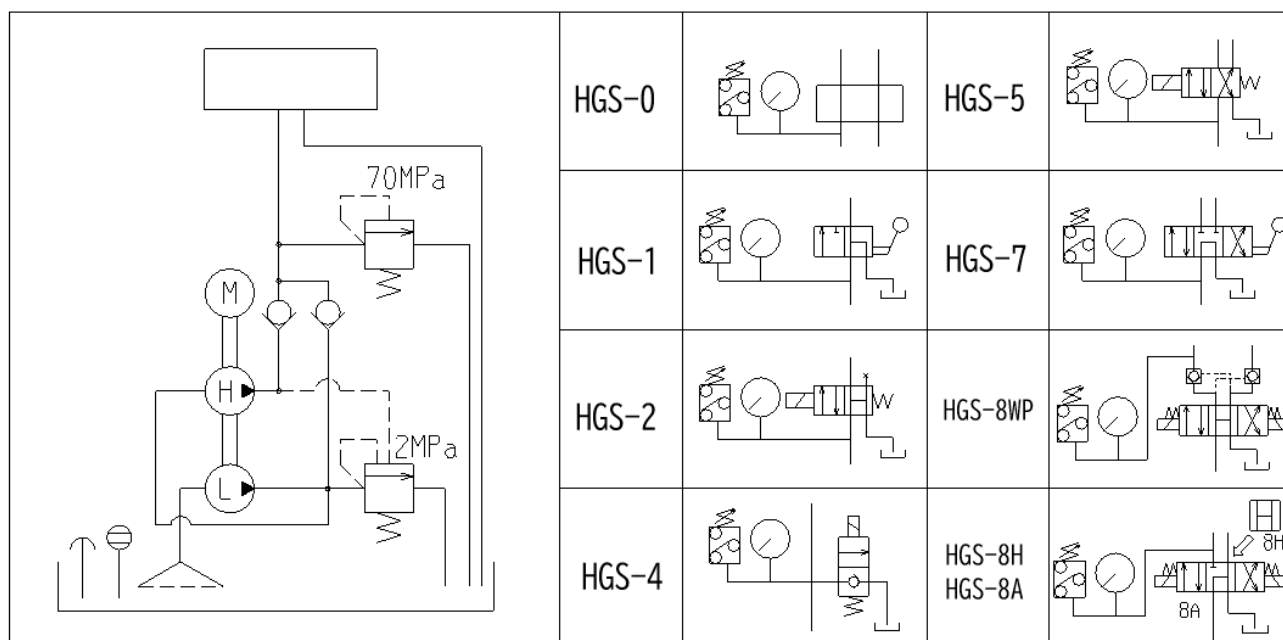 70MPa
M
H
2MPa
L
HGS-0
HGS-1
HGS-2
HGS-4
HGS-5
HGS-7
HGS-8WP
HGS-8H
HGS-8A
8H
8A